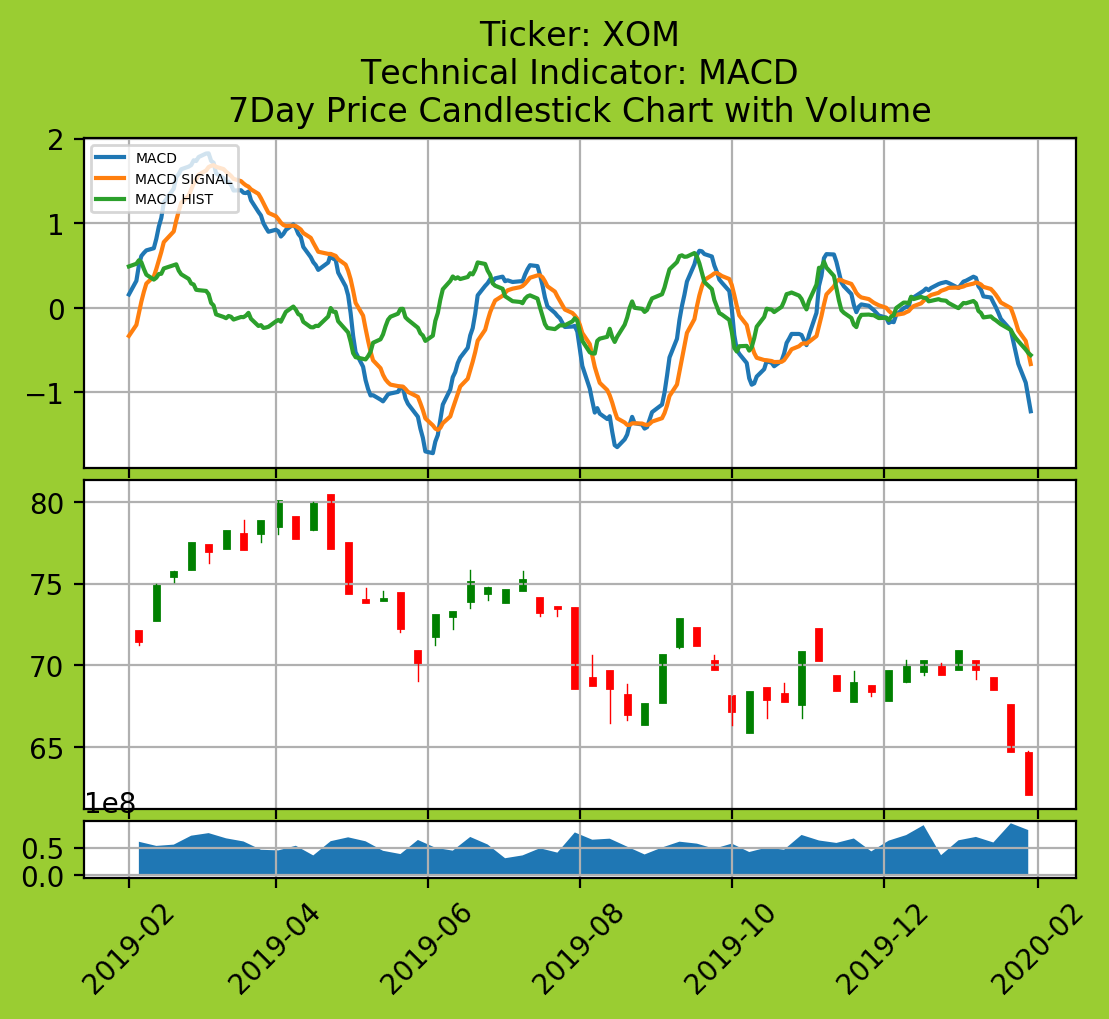 Ticker: XOM
Technical Indicator: MACD
7Day Price Candlestick Chart with Volume
MACD
MACD SIGNAL
MACD HIST
2
1
0
−1
80
75
70
65
1e8
0.5
0.0
2019-02
2019-04
2019-06
2019-08
2019-10
2019-12
2020-02